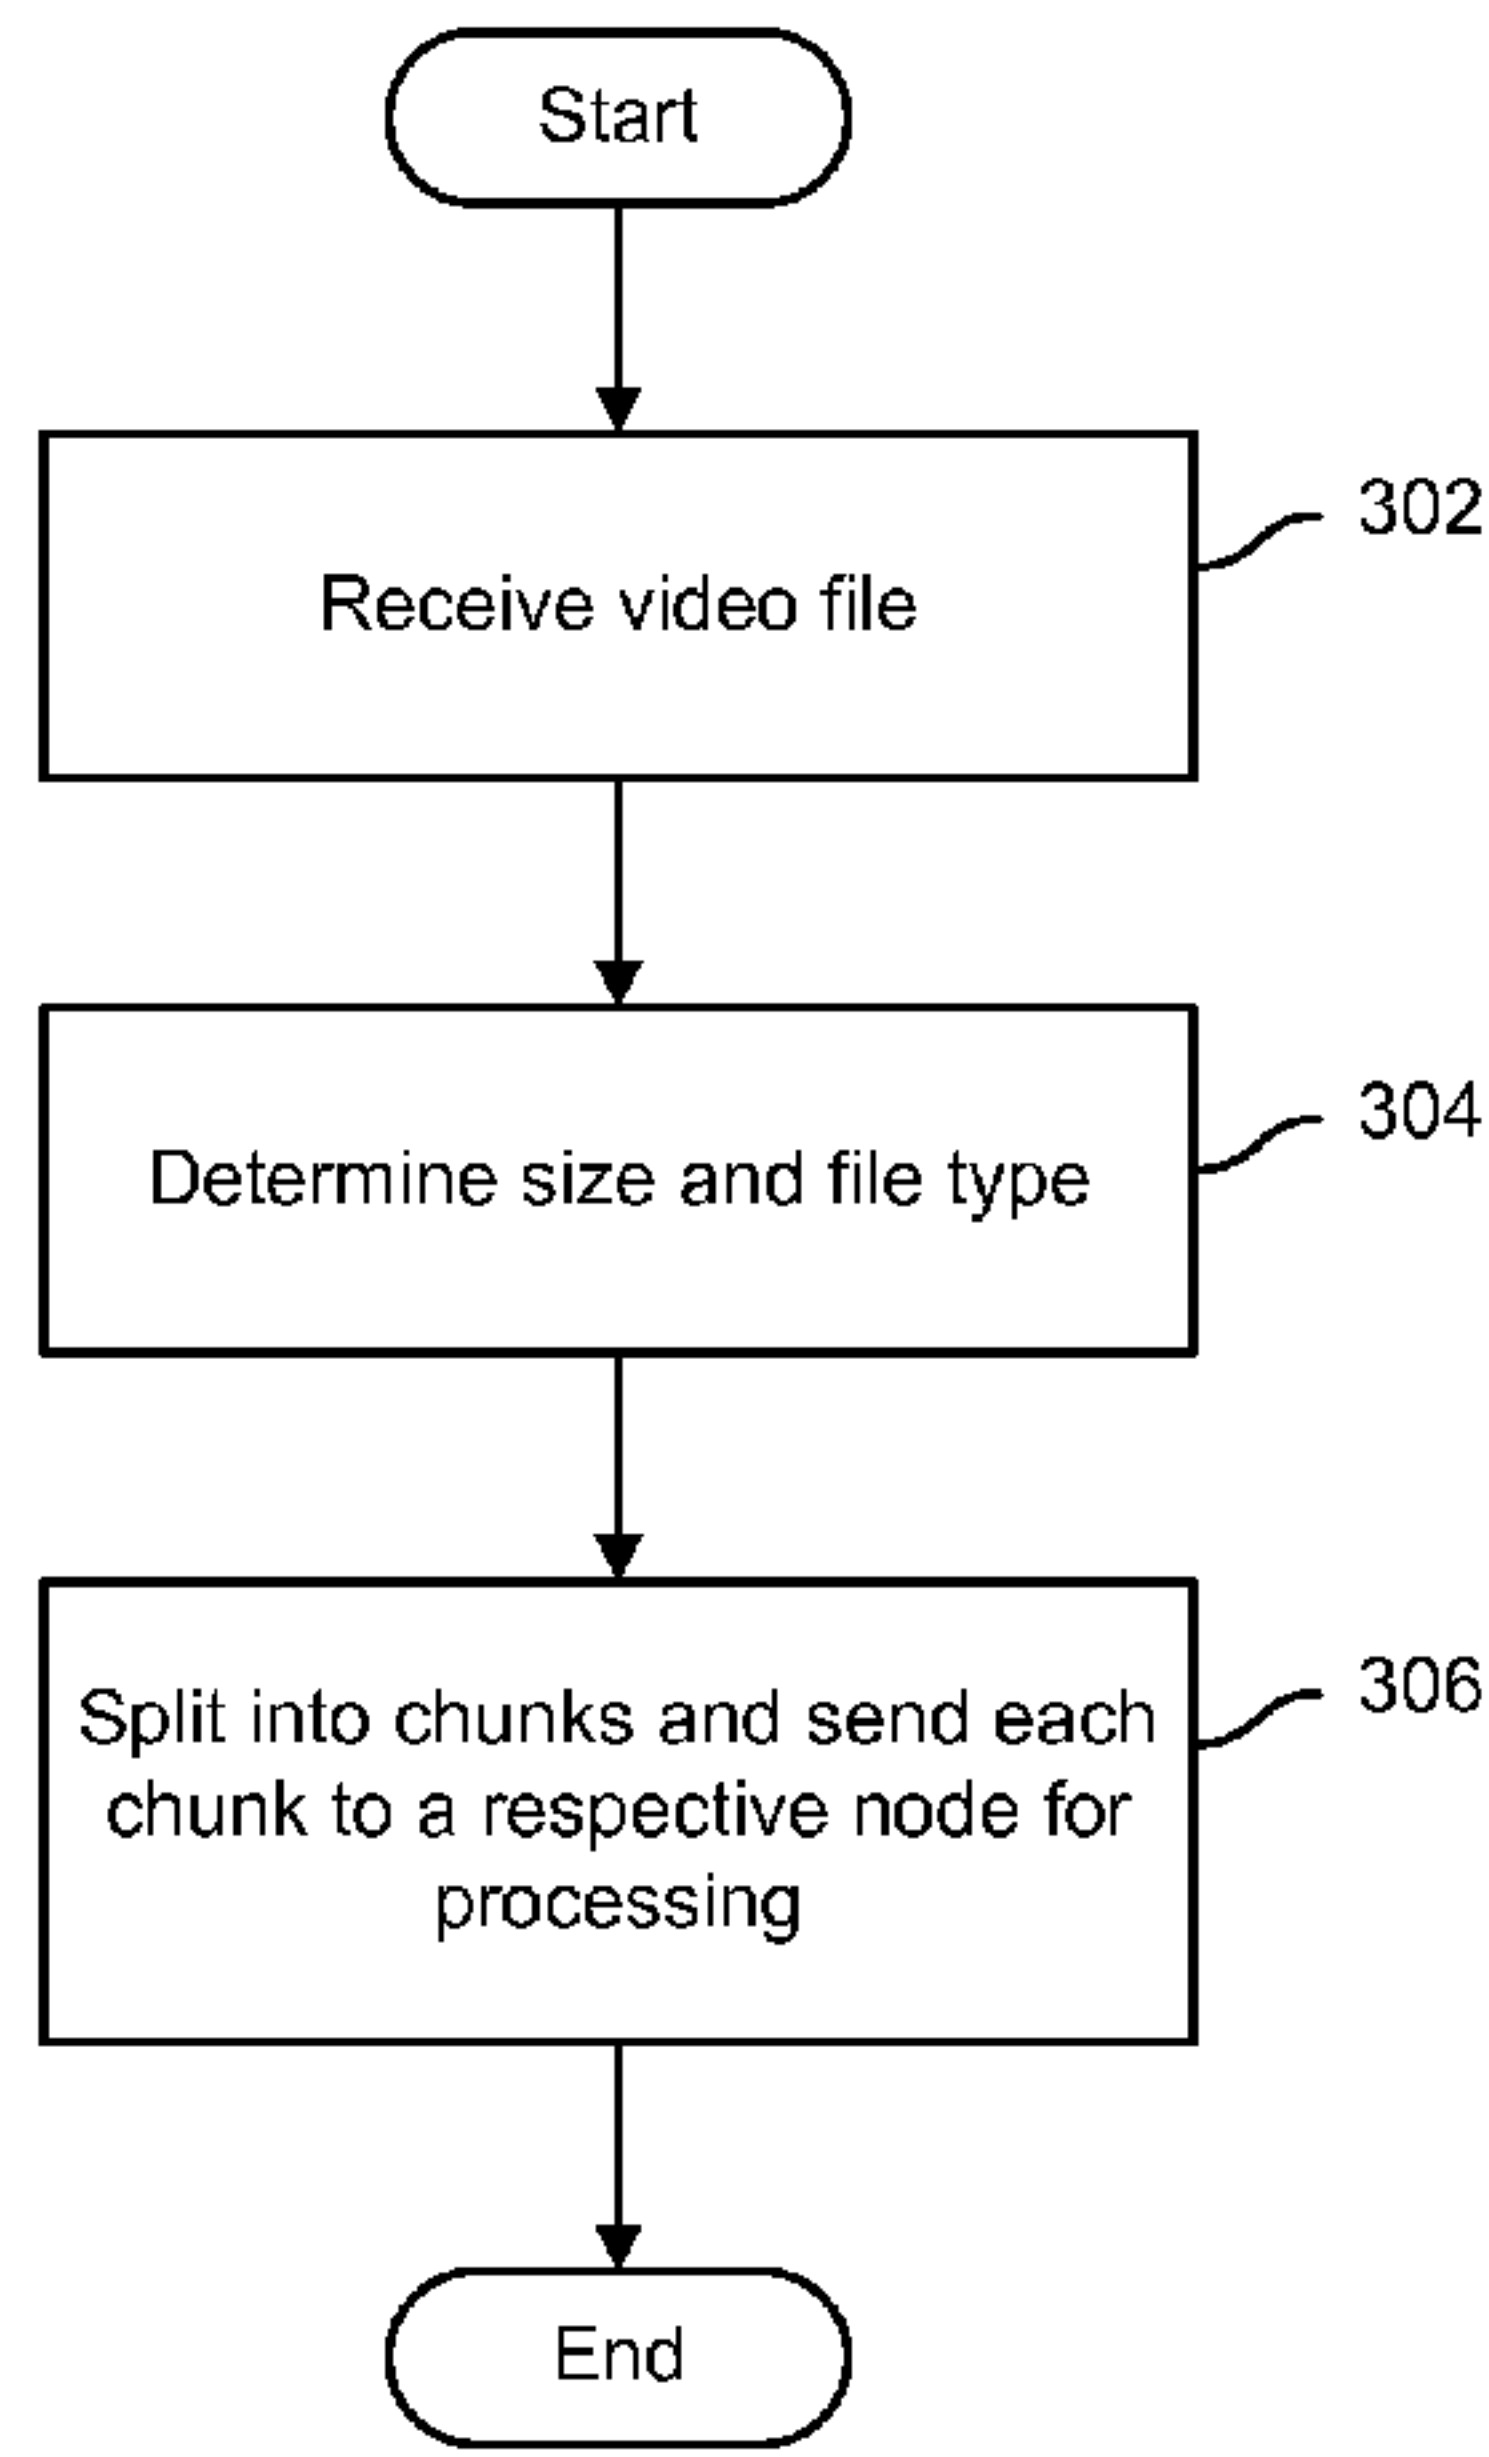 Start
Receive video file
302
Determine size and file type
304
Split into chunks and send each
chunk to a respective node for
processing
306
End